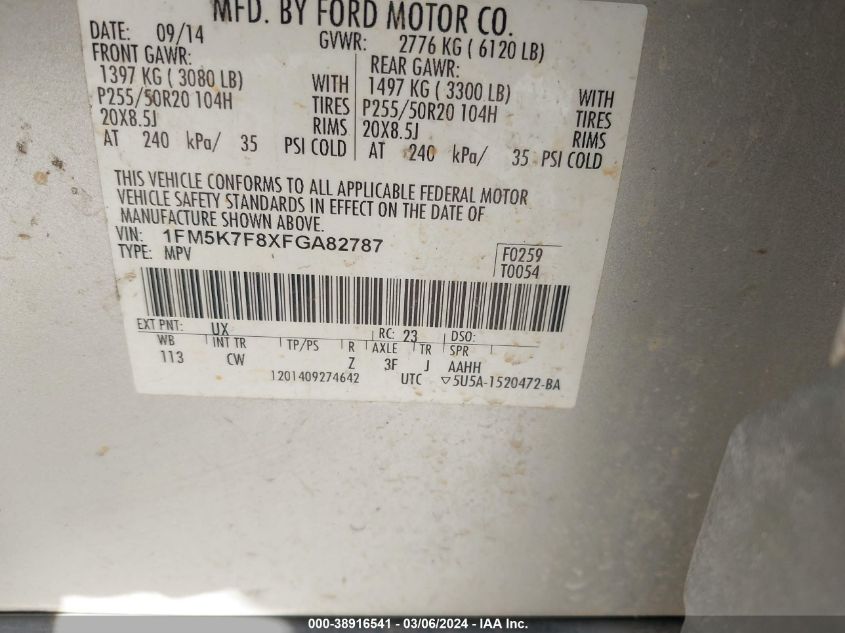 MFD. BY FORD MOTOR CO.
DATE: 09/14 GVWR: 2776 KG ( 6120 LB)
FRONT GAWR: REAR GAWR:
1397 KG ( 3080 LB) WITH 1497 KG ( 3300 LB) WITH
P255/50R20 104H TIRES P255/50R20 104H TIRES
20X8.5J RIMS 20X8.5J RIMS
AT 240 kPa/ 35 PSI COLD AT 240 kPa/ 35 PSI COLD
THIS VEHICLE CONFORMS TO ALL APPLICABLE FEDERAL MOTOR
VEHICLE SAFETY STANDARDS IN EFFECT ON THE DATE OF
MANUFACTURE SHOWN ABOVE.
VIN: 1FM5K7F8XFGA82787
TYPE: MPV
F0259
T0054
EXT PNT: UX RC: 23 DSO:
WB INT TR TP/PS R AXLE TR SPR
113 CW Z 3F J AAHH
1201409274642 UTC ▽5U5A-1520472-BA
000-38916541 - 03/06/2024 - IAA Inc.